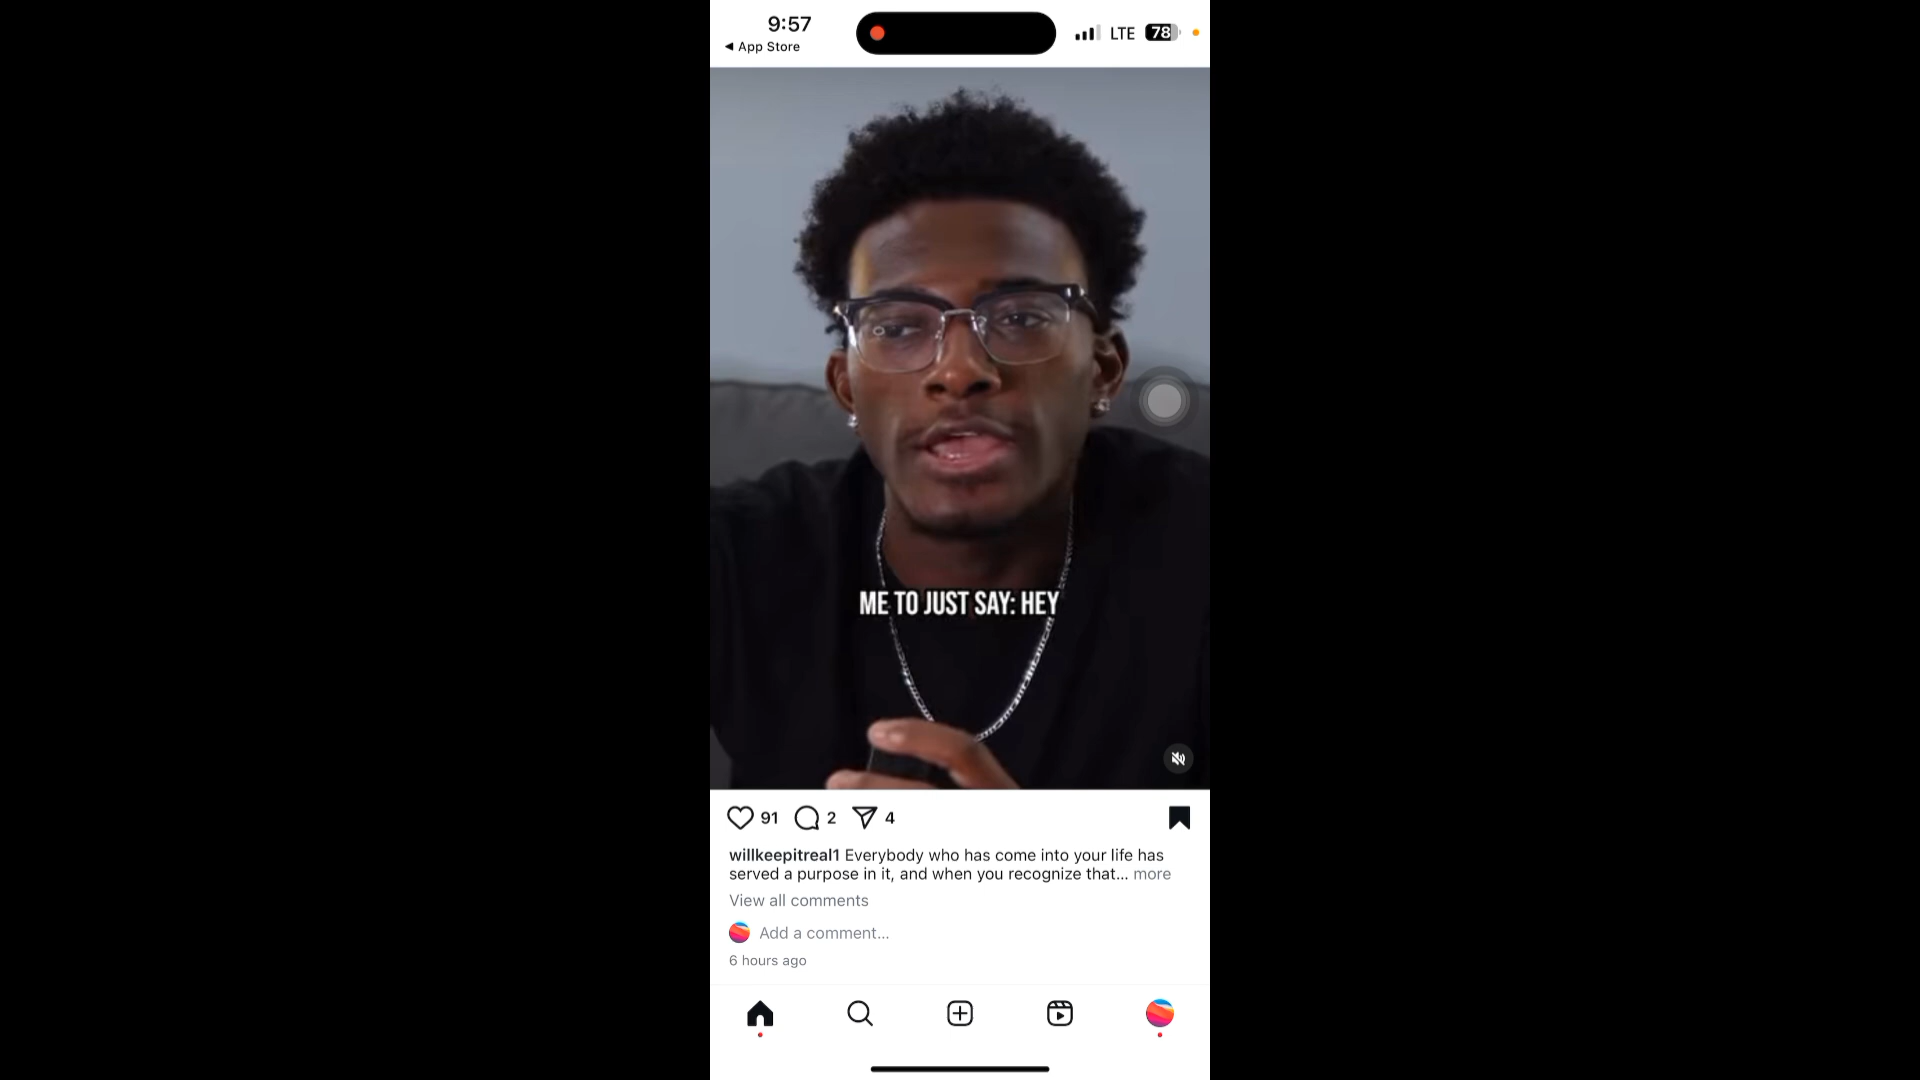 9:57
LTE 78
◀ App Store
ME TO JUST SAY: HEY
91 2 4
willkeepitreal1 Everybody who has come into your life has
served a purpose in it, and when you recognize that... more
View all comments
Add a comment...
6 hours ago